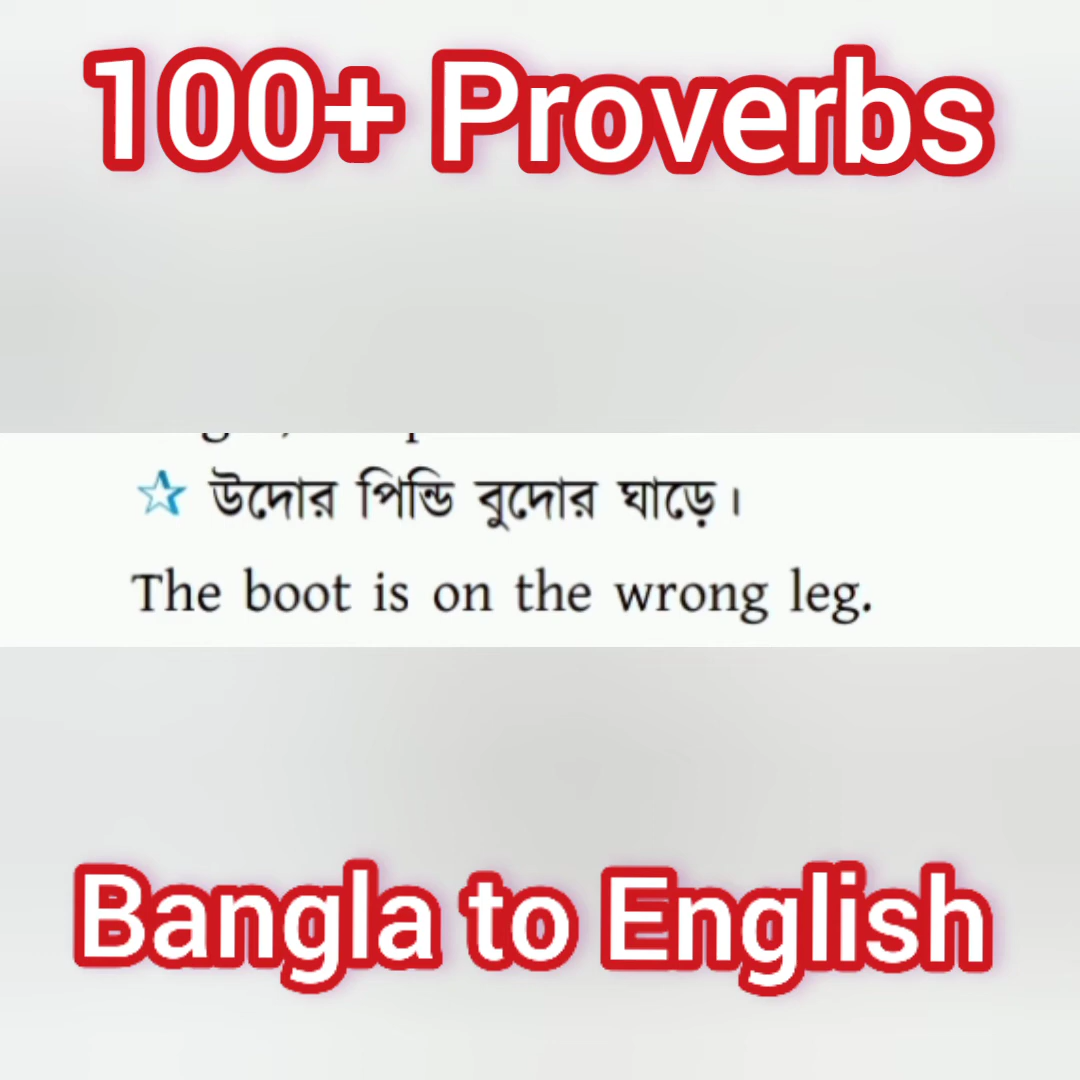 100+ Proverbs
☆ উদোর পিন্ডি বুদোর ঘাড়ে।
The boot is on the wrong leg.
Bangla to English